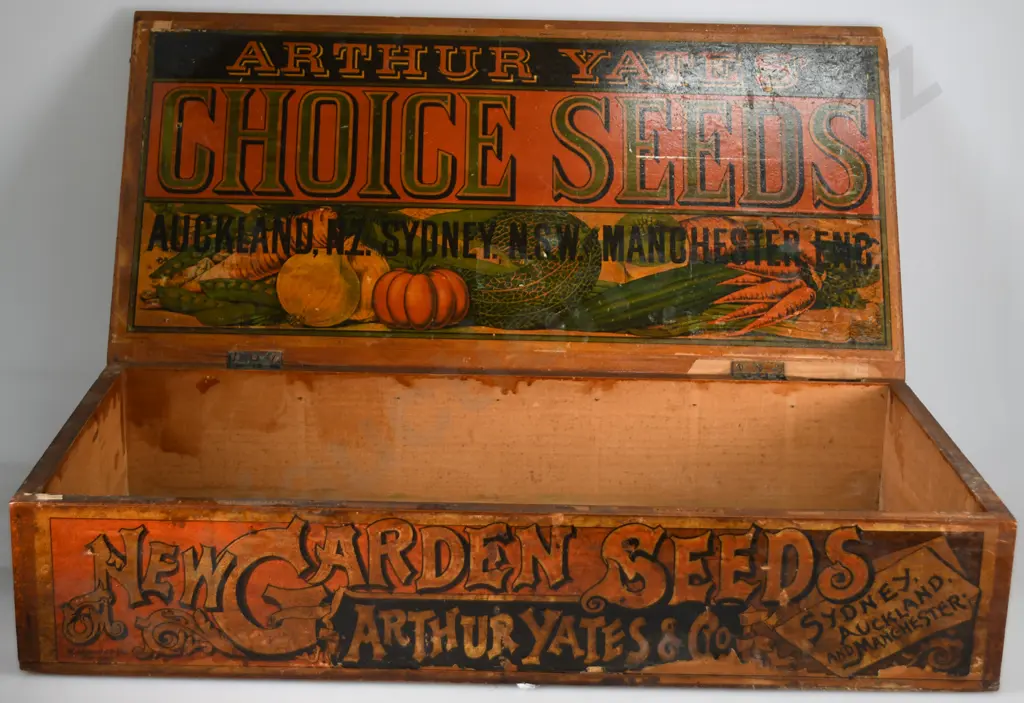 ARTHUR YATES'
CHOICE SEEDS
AUCKLAND, N.Z. SYDNEY, N.S.W. MANCHESTER, ENG
NEW GARDEN SEEDS
ARTHUR YATES & CO.
SYDNEY,
AUCKLAND,
AND MANCHESTER.